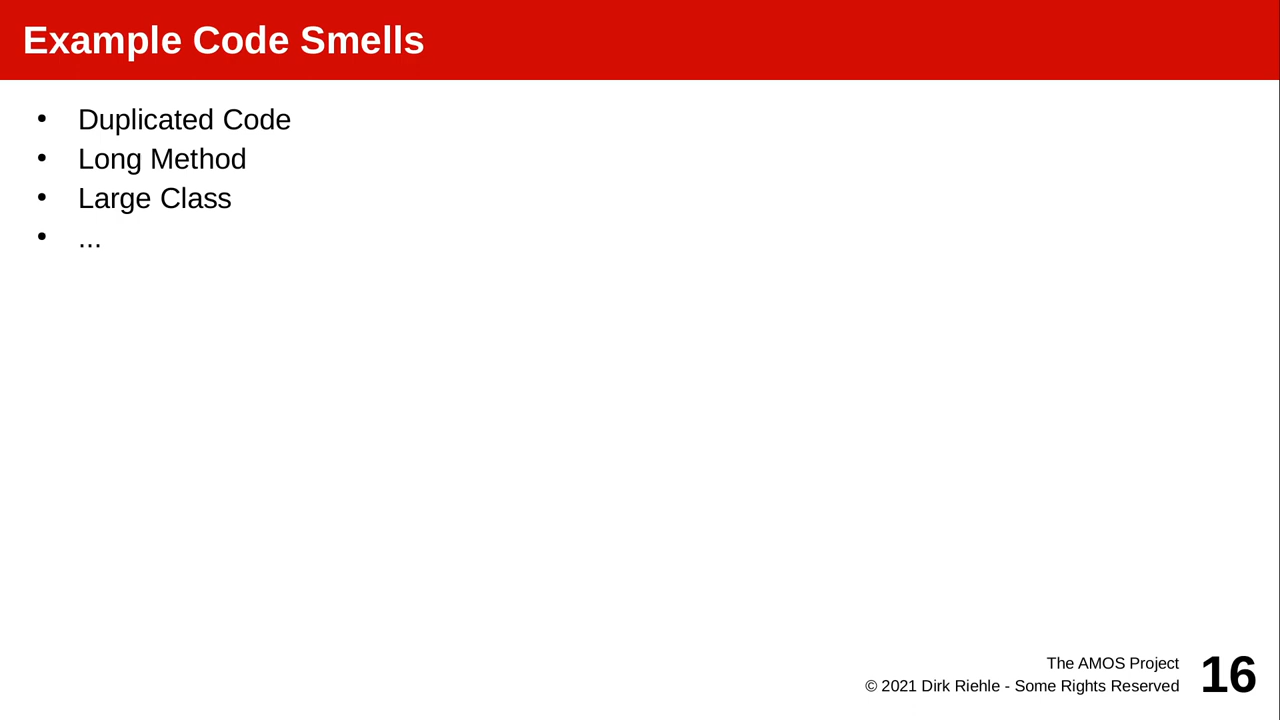 Example Code Smells
• Duplicated Code
• Long Method
• Large Class
• ...
The AMOS Project
© 2021 Dirk Riehle - Some Rights Reserved
16